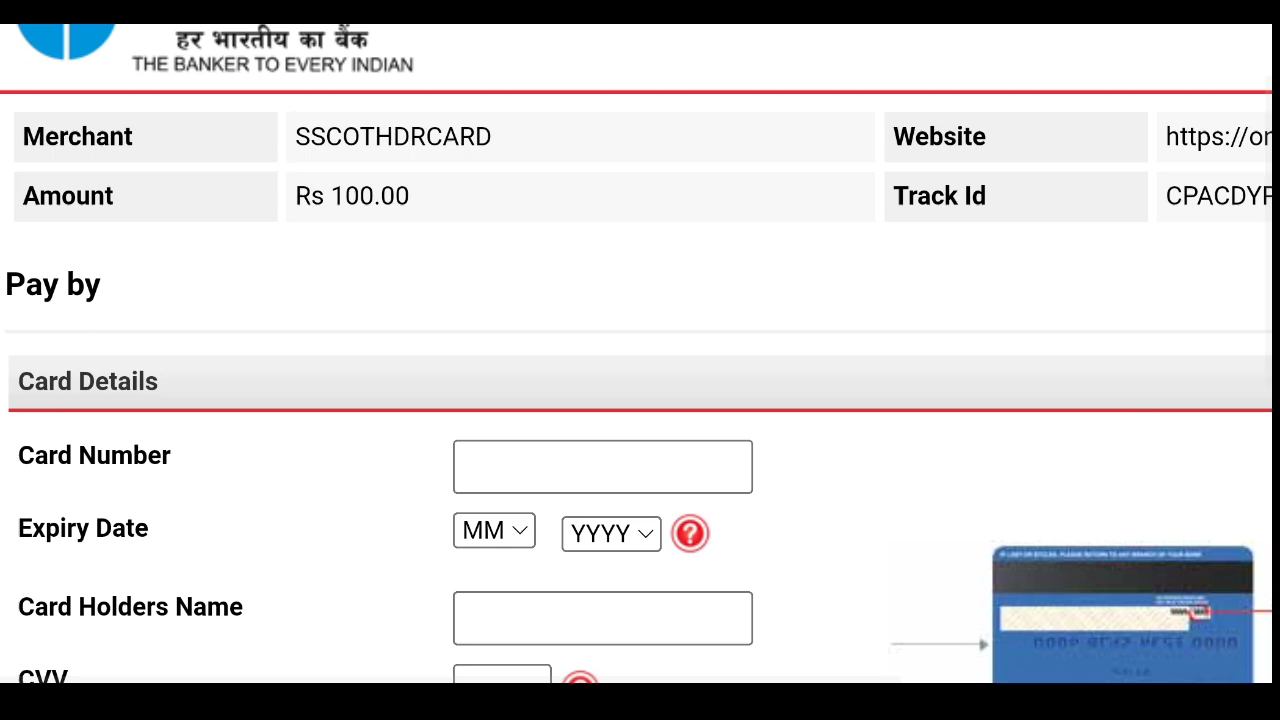 हर भारतीय का बैंक
THE BANKER TO EVERY INDIAN
Merchant SSCOTHDRCARD Website https://on
Amount Rs 100.00 Track Id CPACDYF
Pay by
Card Details
Card Number
Expiry Date MM YYYY ?
Card Holders Name
CVV